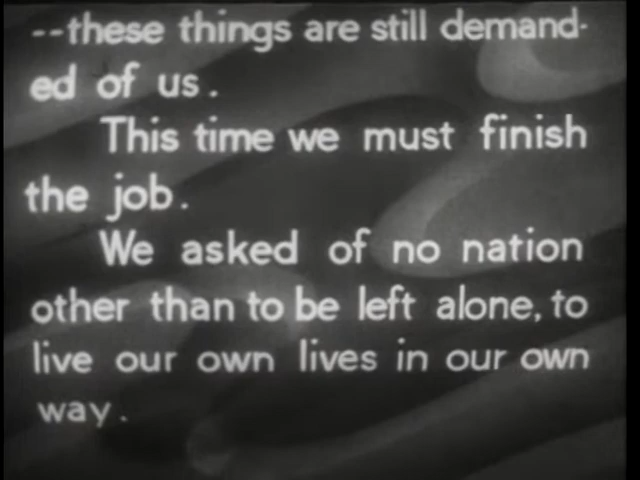 --these things are still demand-
ed of us.
This time we must finish
the job.
We asked of no nation
other than to be left alone, to
live our own lives in our own
way.